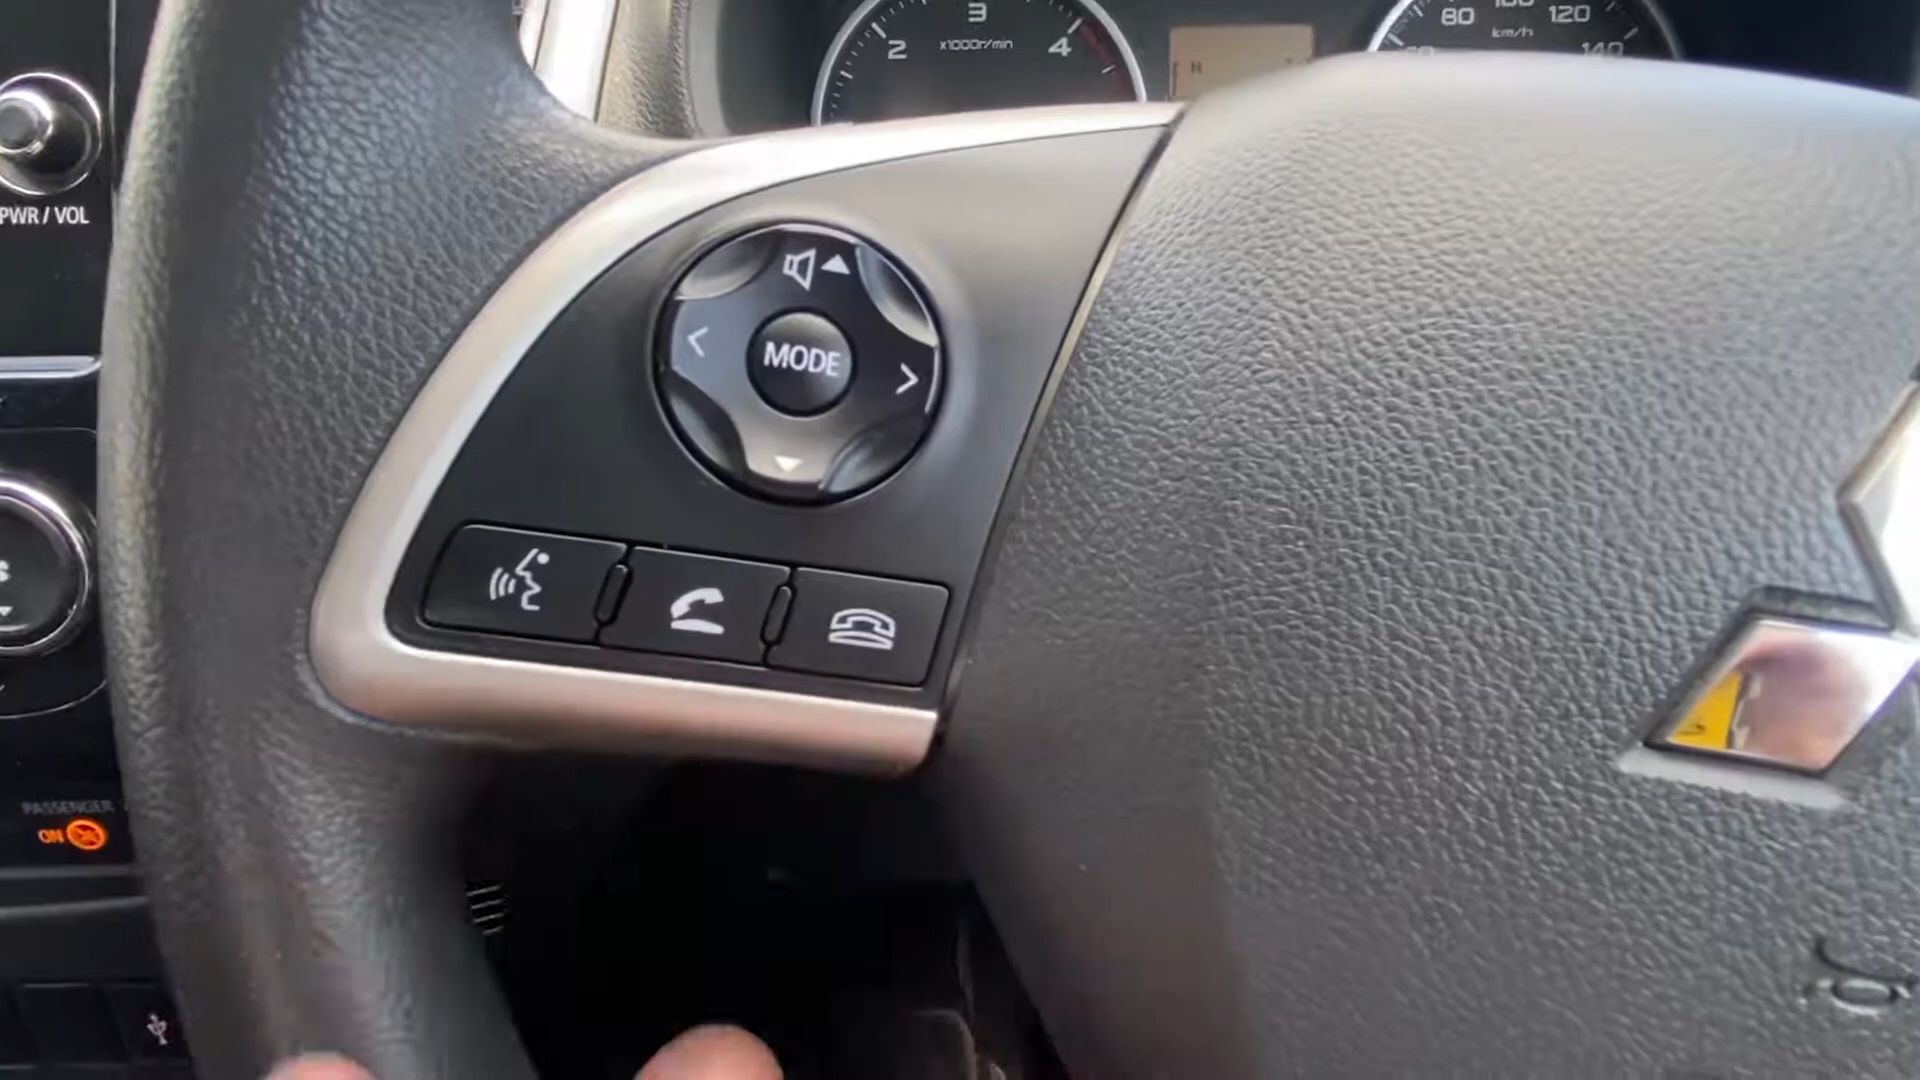 3
2
x1000r/min
4
80
120
km/h
140
PWR / VOL
MODE
PASSENGER
ON